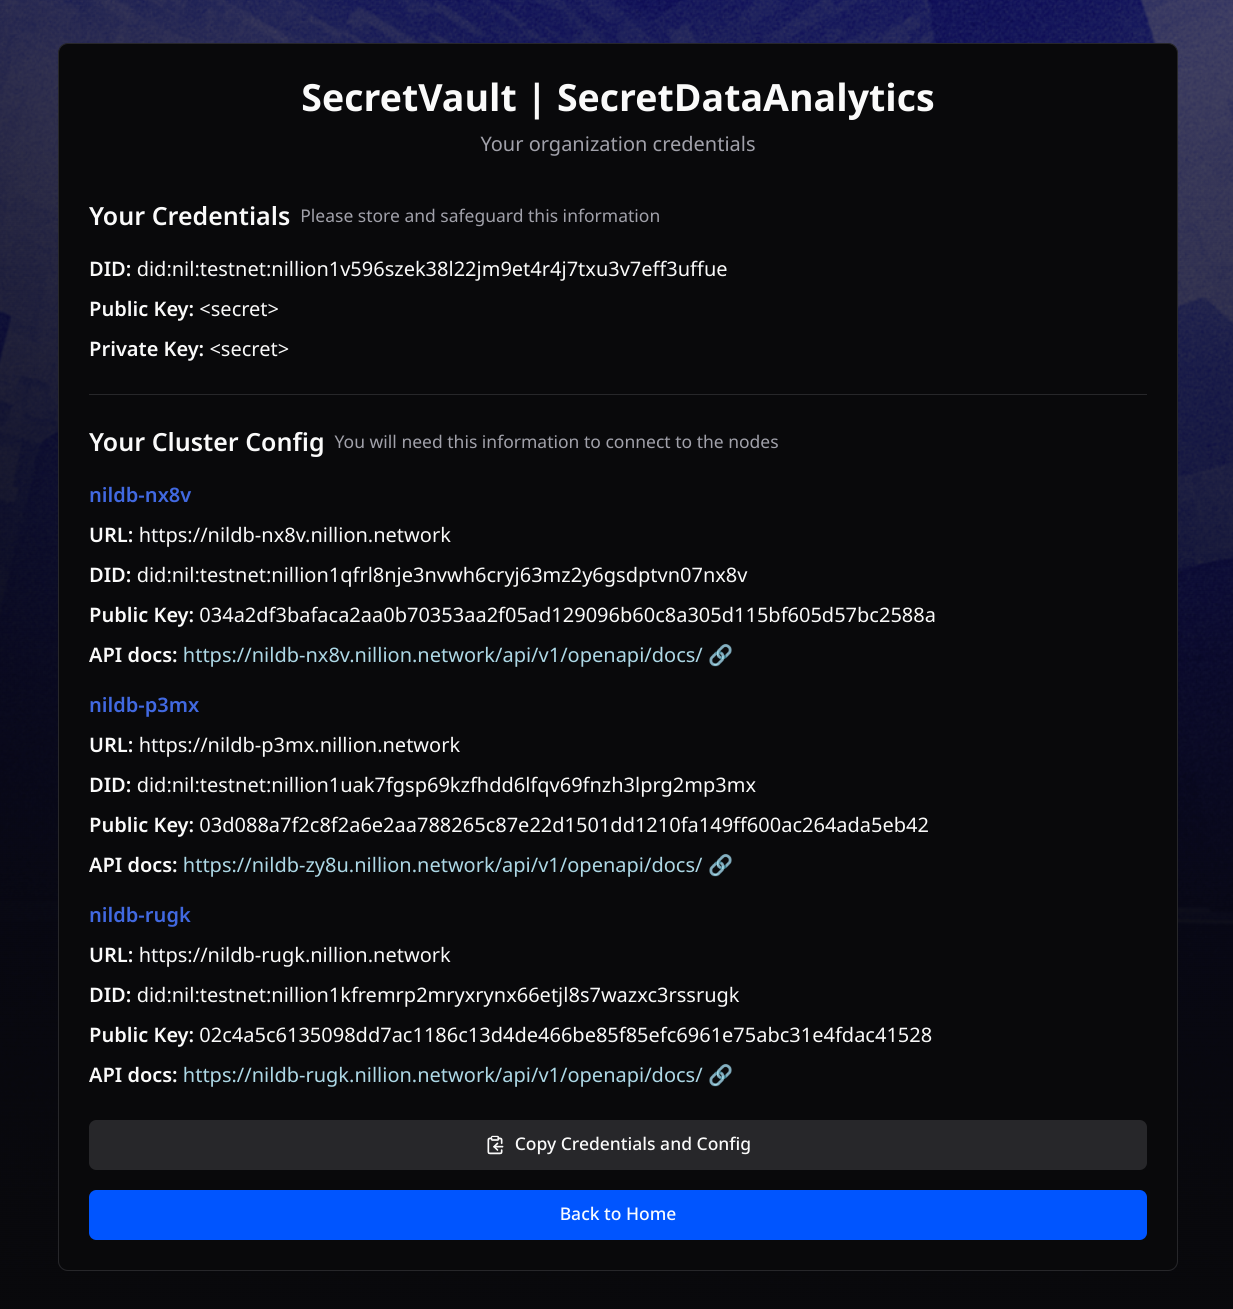 SecretVault | SecretDataAnalytics
Your organization credentials
Your Credentials Please store and safeguard this information
DID: did:nil:testnet:nillion1v596szek38l22jm9et4r4j7txu3v7eff3uffue
Public Key: <secret>
Private Key: <secret>
Your Cluster Config You will need this information to connect to the nodes
nildb-nx8v
URL: https://nildb-nx8v.nillion.network
DID: did:nil:testnet:nillion1qfrl8nje3nvwh6cryj63mz2y6gsdptvn07nx8v
Public Key: 034a2df3bafaca2aa0b70353aa2f05ad129096b60c8a305d115bf605d57bc2588a
API docs: https://nildb-nx8v.nillion.network/api/v1/openapi/docs/ 🔗
nildb-p3mx
URL: https://nildb-p3mx.nillion.network
DID: did:nil:testnet:nillion1uak7fgsp69kzfhdd6lfqv69fnzh3lprg2mp3mx
Public Key: 03d088a7f2c8f2a6e2aa788265c87e22d1501dd1210fa149ff600ac264ada5eb42
API docs: https://nildb-zy8u.nillion.network/api/v1/openapi/docs/ 🔗
nildb-rugk
URL: https://nildb-rugk.nillion.network
DID: did:nil:testnet:nillion1kfremrp2mryxrynx66etjl8s7wazxc3rssrugk
Public Key: 02c4a5c6135098dd7ac1186c13d4de466be85f85efc6961e75abc31e4fdac41528
API docs: https://nildb-rugk.nillion.network/api/v1/openapi/docs/ 🔗
Copy Credentials and Config
Back to Home